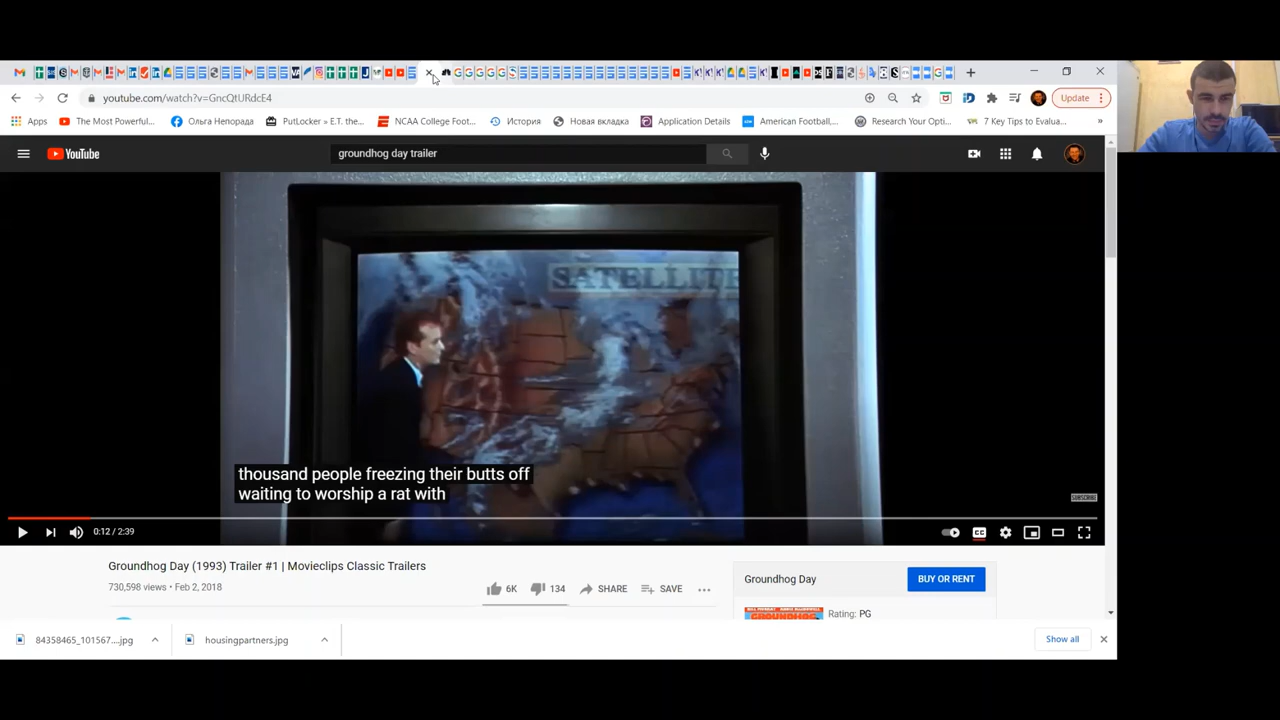 youtube.com/watch?v=GncQtURdcE4
Update
Apps
The Most Powerful...
Ольга Непорада
PutLocker » E.T. the...
NCAA College Foot...
История
Новая вкладка
Application Details
American Football,...
Research Your Opti...
7 Key Tips to Evalua...
YouTube
groundhog day trailer
SATELLITE
thousand people freezing their butts off
waiting to worship a rat with
SUBSCRIBE
0:12 / 2:39
CC
Groundhog Day (1993) Trailer #1 | Movieclips Classic Trailers
730,598 views • Feb 2, 2018
6K
134
SHARE
SAVE
Groundhog Day
BUY OR RENT
BILL MURRAY
Rating: PG
84358465_101567....jpg
housingpartners.jpg
Show all